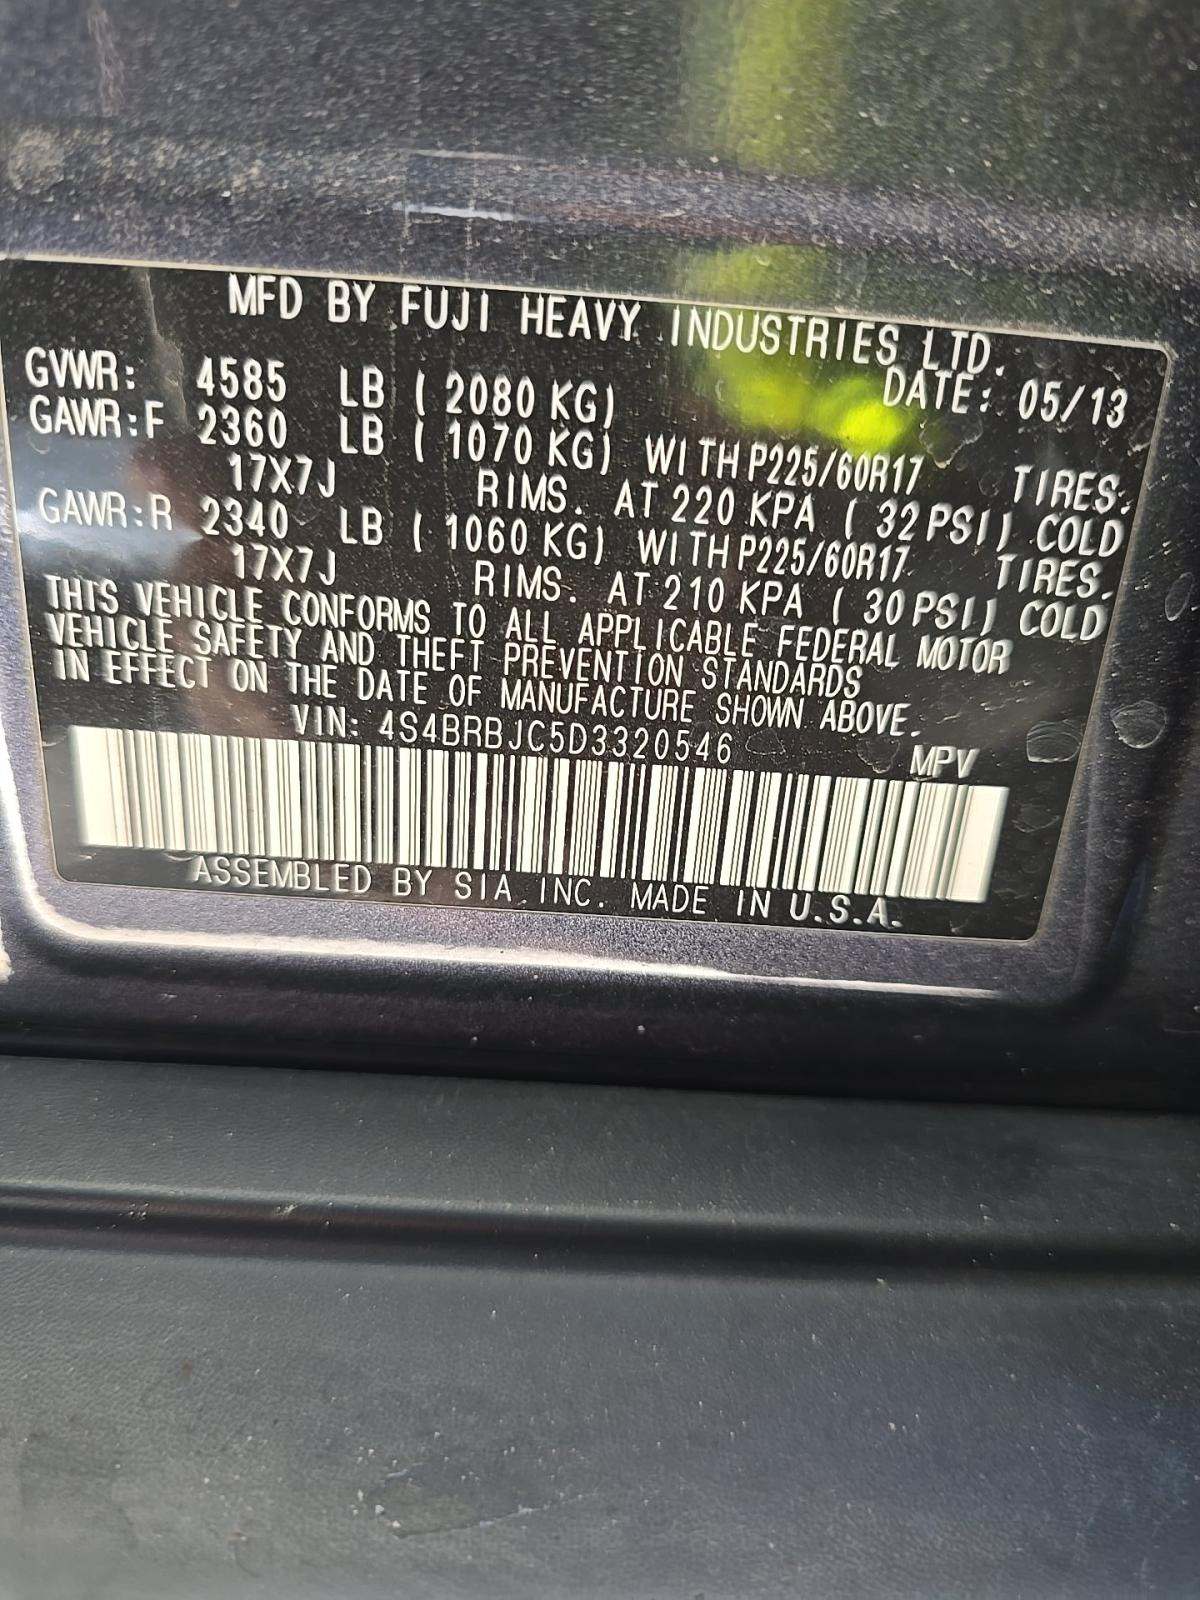 MFD BY FUJI HEAVY INDUSTRIES LTD.
DATE: 05/13
GVWR: 4585 LB ( 2080 KG)
GAWR:F 2360 LB ( 1070 KG) WITH P225/60R17 TIRES.
17X7J RIMS. AT 220 KPA ( 32 PSI) COLD
GAWR:R 2340 LB ( 1060 KG) WITH P225/60R17 TIRES.
17X7J RIMS. AT 210 KPA ( 30 PSI) COLD
THIS VEHICLE CONFORMS TO ALL APPLICABLE FEDERAL MOTOR
VEHICLE SAFETY AND THEFT PREVENTION STANDARDS
IN EFFECT ON THE DATE OF MANUFACTURE SHOWN ABOVE.
VIN: 4S4BRBJC5D3320546 MPV
ASSEMBLED BY SIA, INC. MADE IN U.S.A.